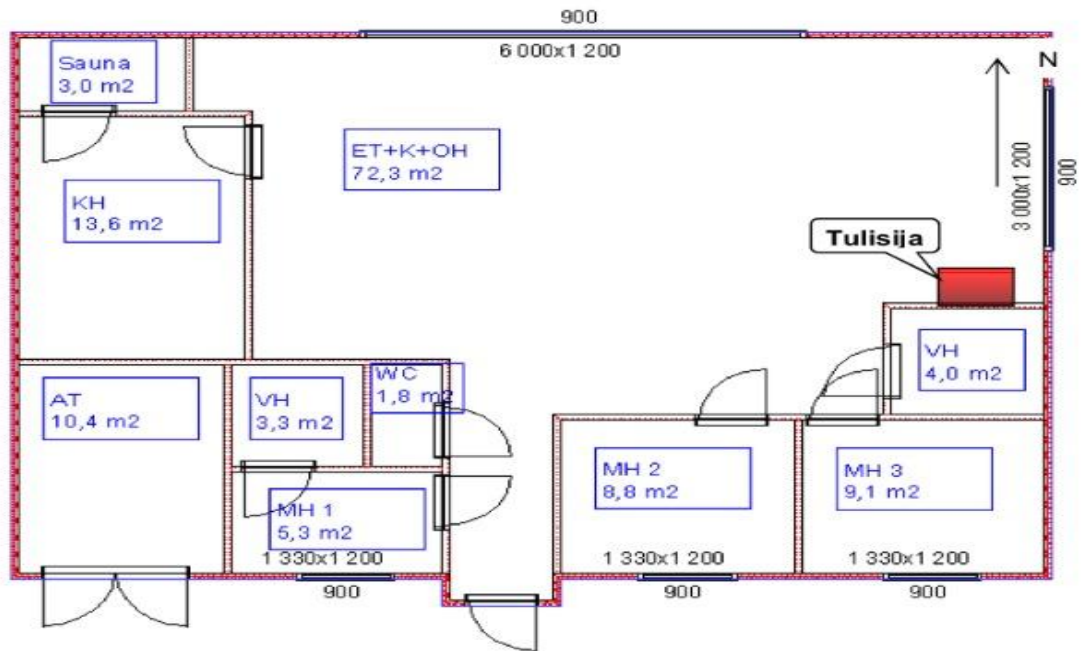 900
6 000x1 200
N
Sauna
3,0 m2
ET+K+OH
72,3 m2
3 000x1 200
900
KH
13,6 m2
Tulisija
VH
4,0 m2
WC
1,8 m2
AT
10,4 m2
VH
3,3 m2
MH 2
8,8 m2
MH 3
9,1 m2
MH 1
5,3 m2
1 330x1 200
1 330x1 200
1 330x1 200
900
900
900